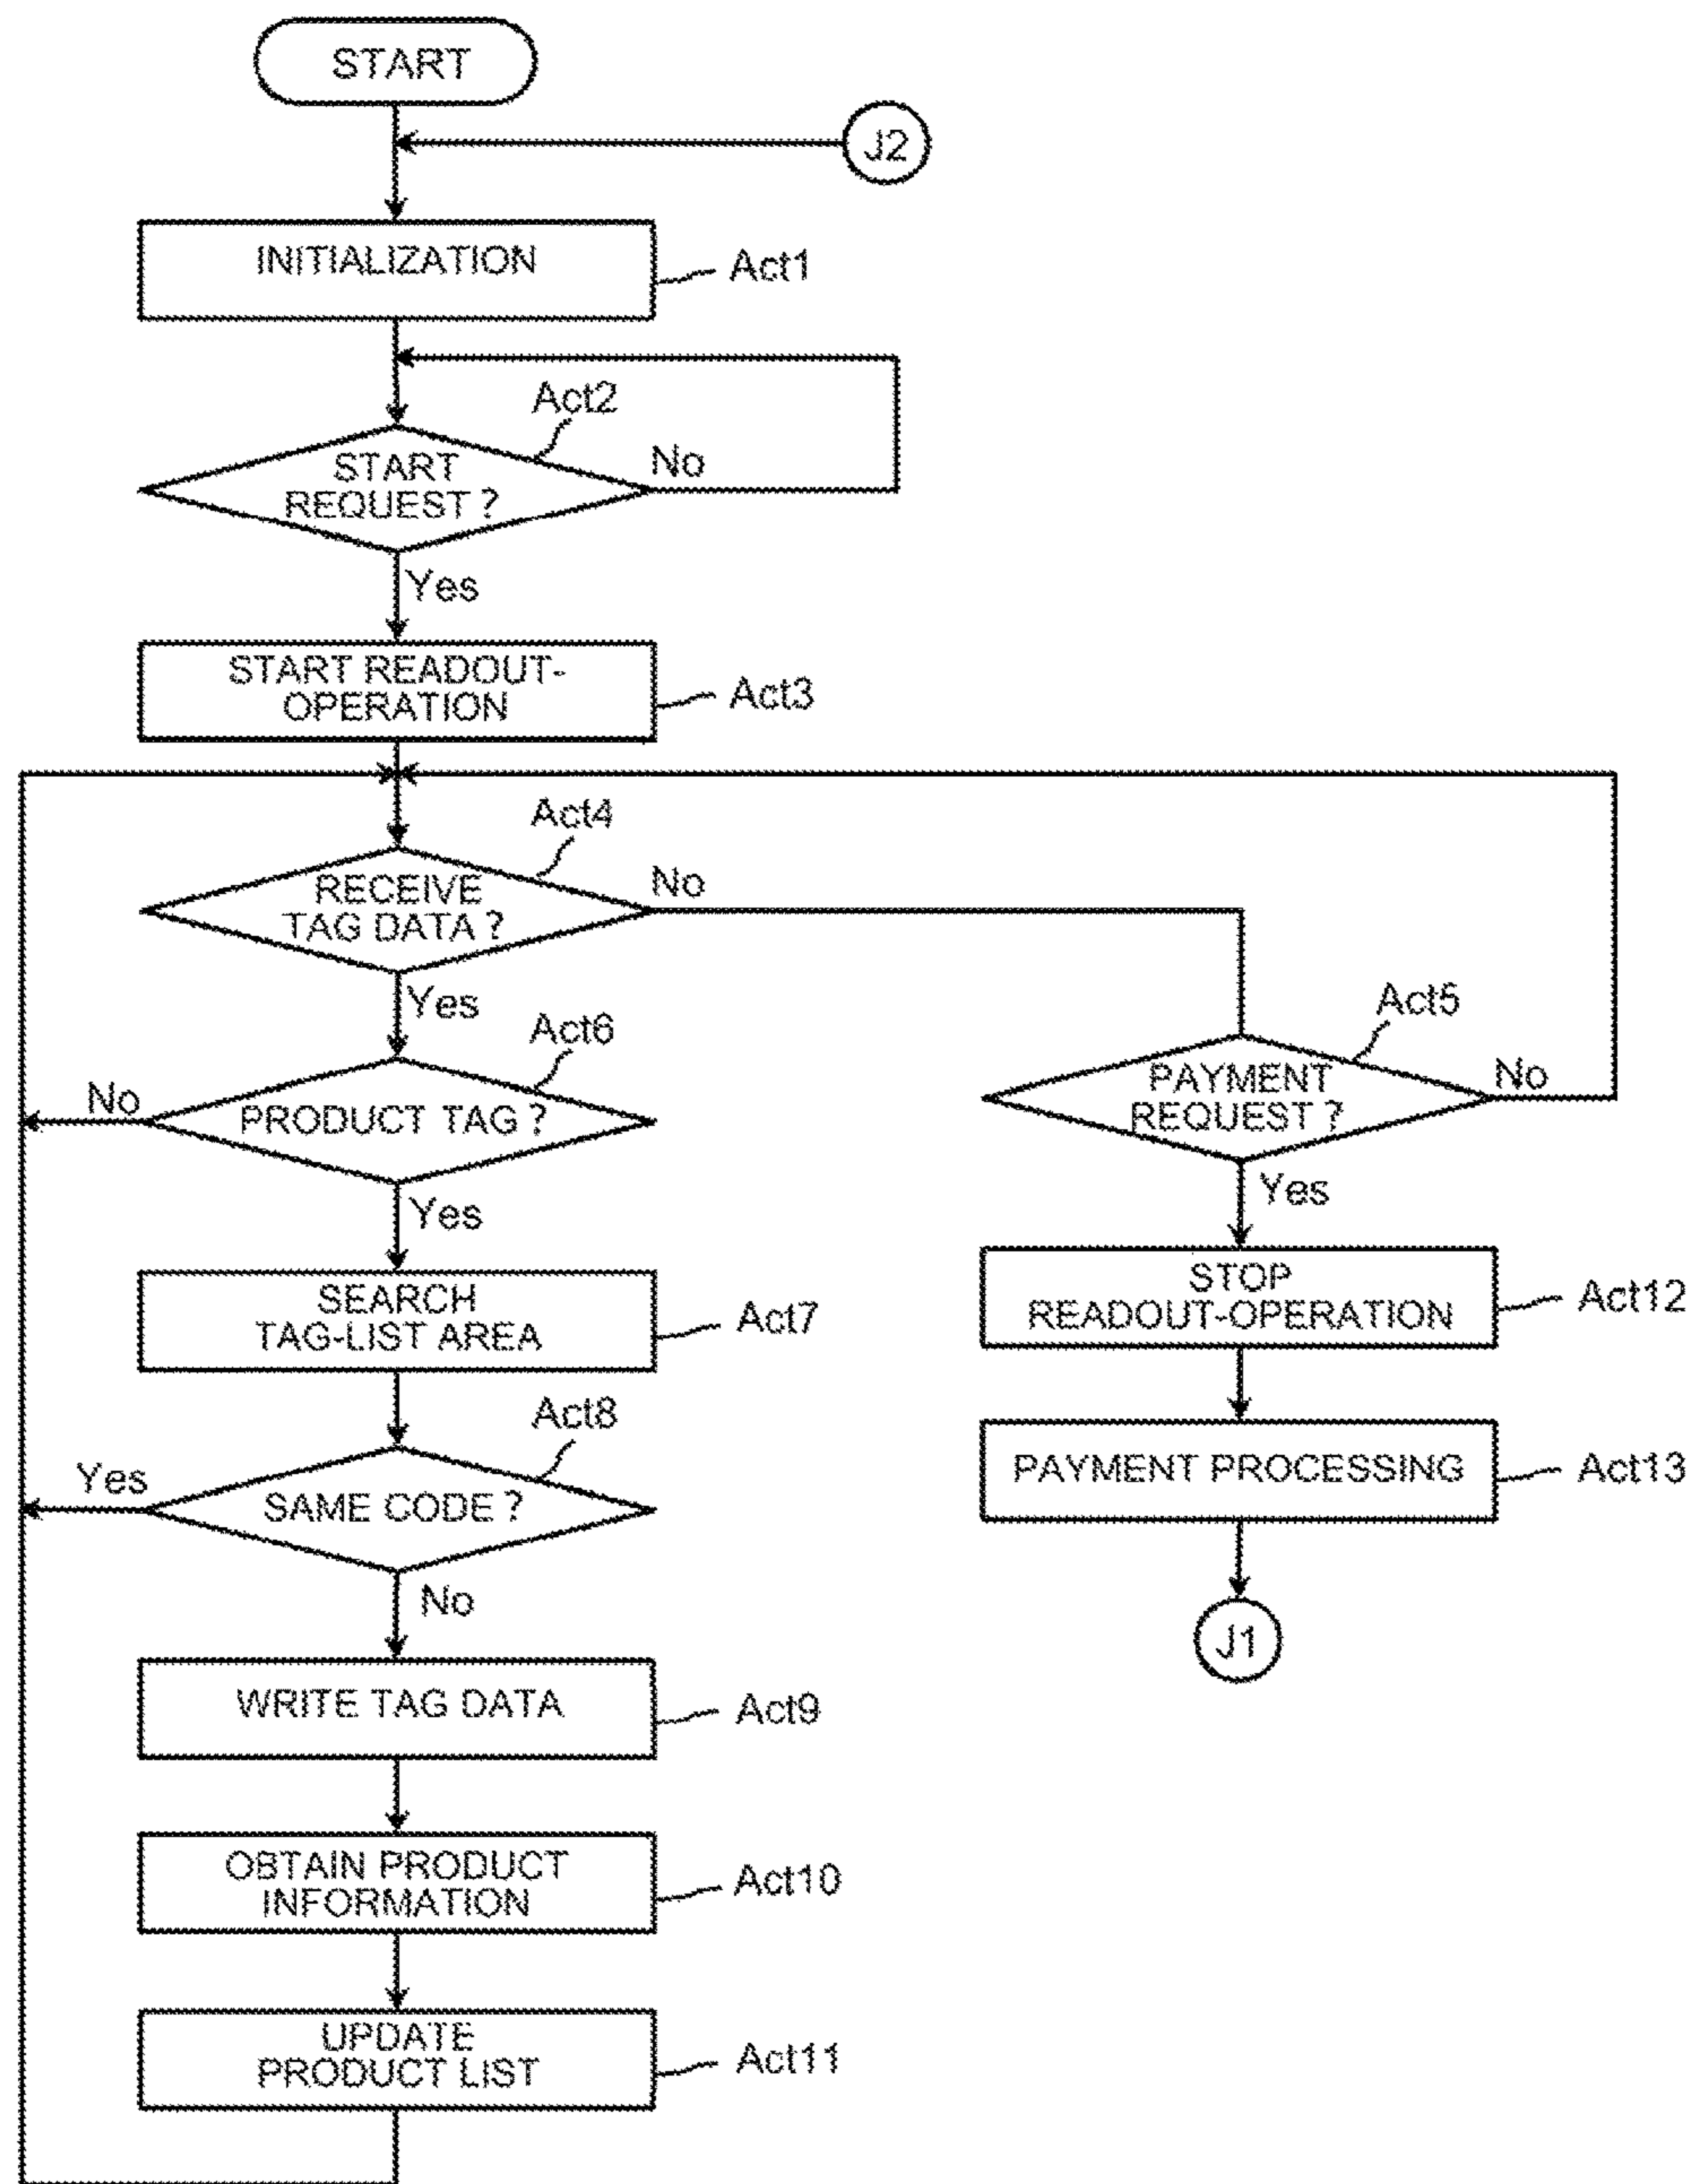 START
J2
INITIALIZATION
Act1
Act2
START
REQUEST ?
No
Yes
START READOUT-
OPERATION
Act3
Act4
RECEIVE
TAG DATA ?
No
Yes
Act5
PAYMENT
REQUEST ?
No
Yes
Act6
PRODUCT TAG ?
No
Yes
SEARCH
TAG-LIST AREA
Act7
STOP
READOUT-OPERATION
Act12
Act8
SAME CODE ?
Yes
No
PAYMENT PROCESSING
Act13
J1
WRITE TAG DATA
Act9
OBTAIN PRODUCT
INFORMATION
Act10
UPDATE
PRODUCT LIST
Act11